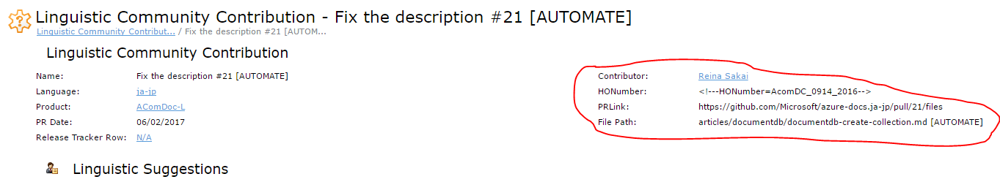 Linguistic Community Contribution - Fix the description #21 [AUTOMATE]
Linguistic Community Contribut... / Fix the description #21 [AUTOM...
Linguistic Community Contribution
Name: Fix the description #21 [AUTOMATE]
Language: ja-jp
Product: AComDoc-L
PR Date: 06/02/2017
Release Tracker Row: N/A
Contributor: Reina Sakai
HONumber: <!---HONumber=AcomDC_0914_2016-->
PRLink: https://github.com/Microsoft/azure-docs.ja-jp/pull/21/files
File Path: articles/documentdb/documentdb-create-collection.md [AUTOMATE]
Linguistic Suggestions